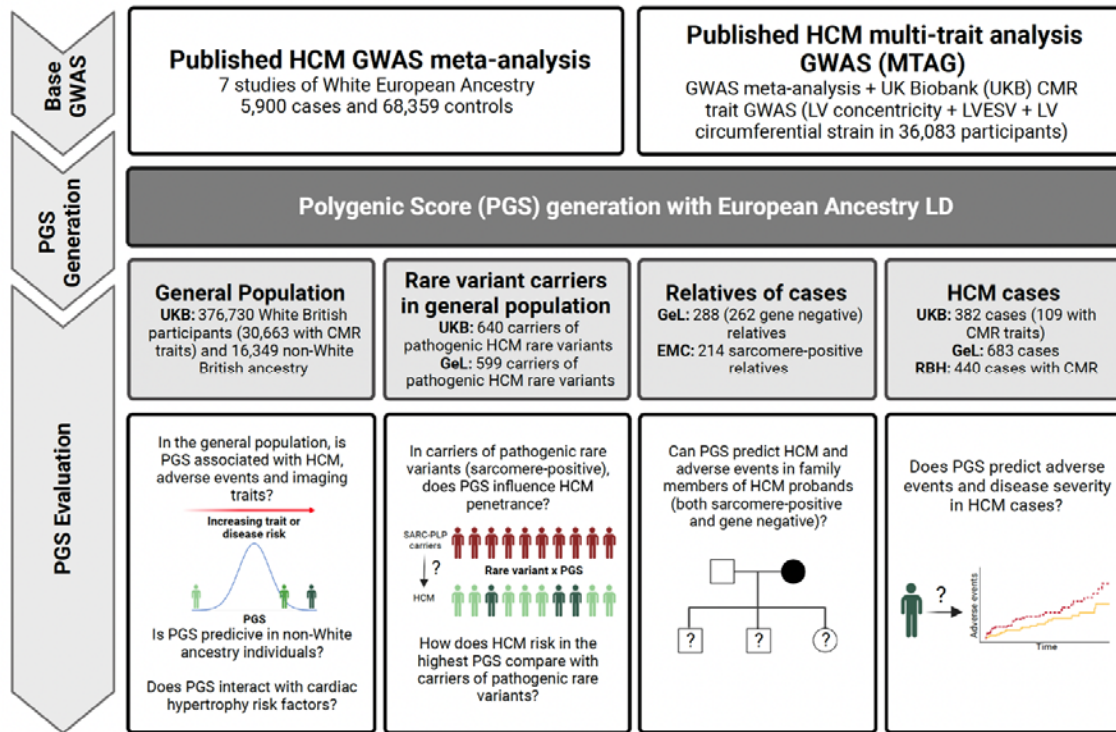 Base
GWAS
Published HCM GWAS meta-analysis
7 studies of White European Ancestry
5,900 cases and 68,359 controls
Published HCM multi-trait analysis
GWAS (MTAG)
GWAS meta-analysis + UK Biobank (UKB) CMR
trait GWAS (LV concentricity + LVESV + LV
circumferential strain in 36,083 participants)
PGS
Generation
Polygenic Score (PGS) generation with European Ancestry LD
PGS Evaluation
General Population
UKB: 376,730 White British
participants (30,663 with CMR
traits) and 16,349 non-White
British ancestry
Rare variant carriers
in general population
UKB: 640 carriers of
pathogenic HCM rare variants
GeL: 599 carriers of
pathogenic HCM rare variants
Relatives of cases
GeL: 288 (262 gene negative)
relatives
EMC: 214 sarcomere-positive
relatives
HCM cases
UKB: 382 cases (109 with
CMR traits)
GeL: 683 cases
RBH: 440 cases with CMR
In the general population, is
PGS associated with HCM,
adverse events and imaging
traits?
Increasing trait or
disease risk
PGS
Is PGS predicive in non-White
ancestry individuals?
Does PGS interact with cardiac
hypertrophy risk factors?
In carriers of pathogenic rare
variants (sarcomere-positive),
does PGS influence HCM
penetrance?
SARC-PLP
carriers
?
Rare variant x PGS
HCM
How does HCM risk in the
highest PGS compare with
carriers of pathogenic rare
variants?
Can PGS predict HCM and
adverse events in family
members of HCM probands
(both sarcomere-positive
and gene negative)?
? ? ?
Does PGS predict adverse
events and disease severity
in HCM cases?
?
Adverse events
Time